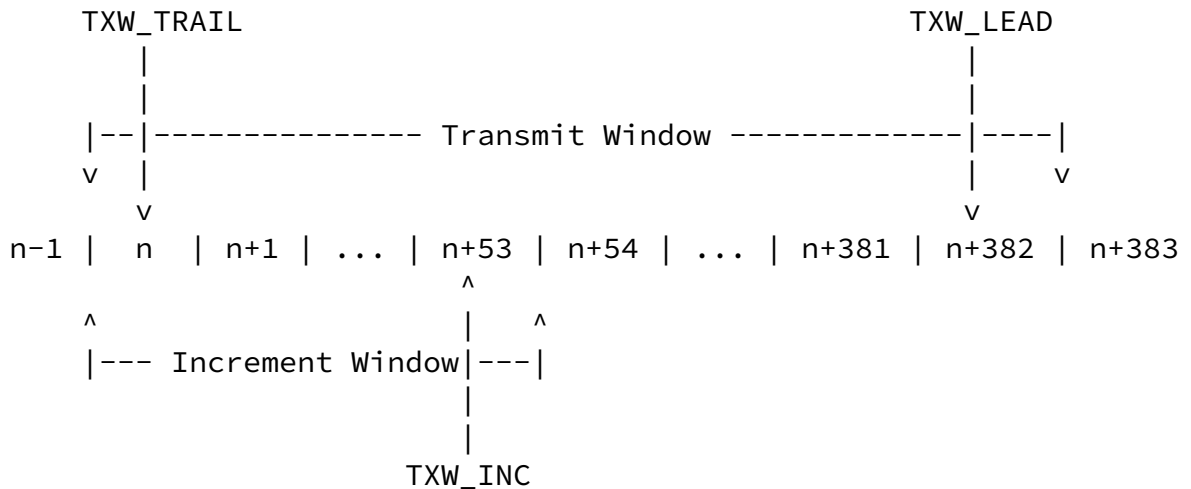 TXW_TRAIL TXW_LEAD
| |
| |
|--|--------------- Transmit Window -------------|----|
v | | v
v v
n-1 | n | n+1 | ... | n+53 | n+54 | ... | n+381 | n+382 | n+383
^
^ | ^
|--- Increment Window|---|
|
|
TXW_INC